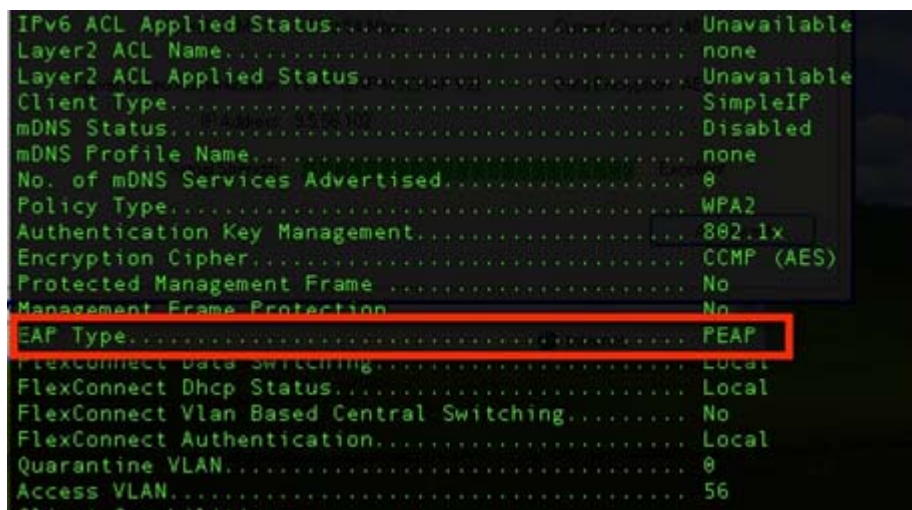 IPv6 ACL Applied Status................................ Unavailable
Layer2 ACL Name........................................ none
Layer2 ACL Applied Status.............................. Unavailable
Client Type............................................ SimpleIP
mDNS Status............................................ Disabled
mDNS Profile Name...................................... none
No. of mDNS Services Advertised........................ 0
Policy Type............................................ WPA2
Authentication Key Management.......................... 802.1x
Encryption Cipher...................................... CCMP (AES)
Protected Management Frame ............................ No
Management Frame Protection............................ No
EAP Type............................................... PEAP
FlexConnect Data Switching............................. Local
FlexConnect Dhcp Status................................ Local
FlexConnect Vlan Based Central Switching............... No
FlexConnect Authentication............................. Local
Quarantine VLAN........................................ 0
Access VLAN............................................ 56